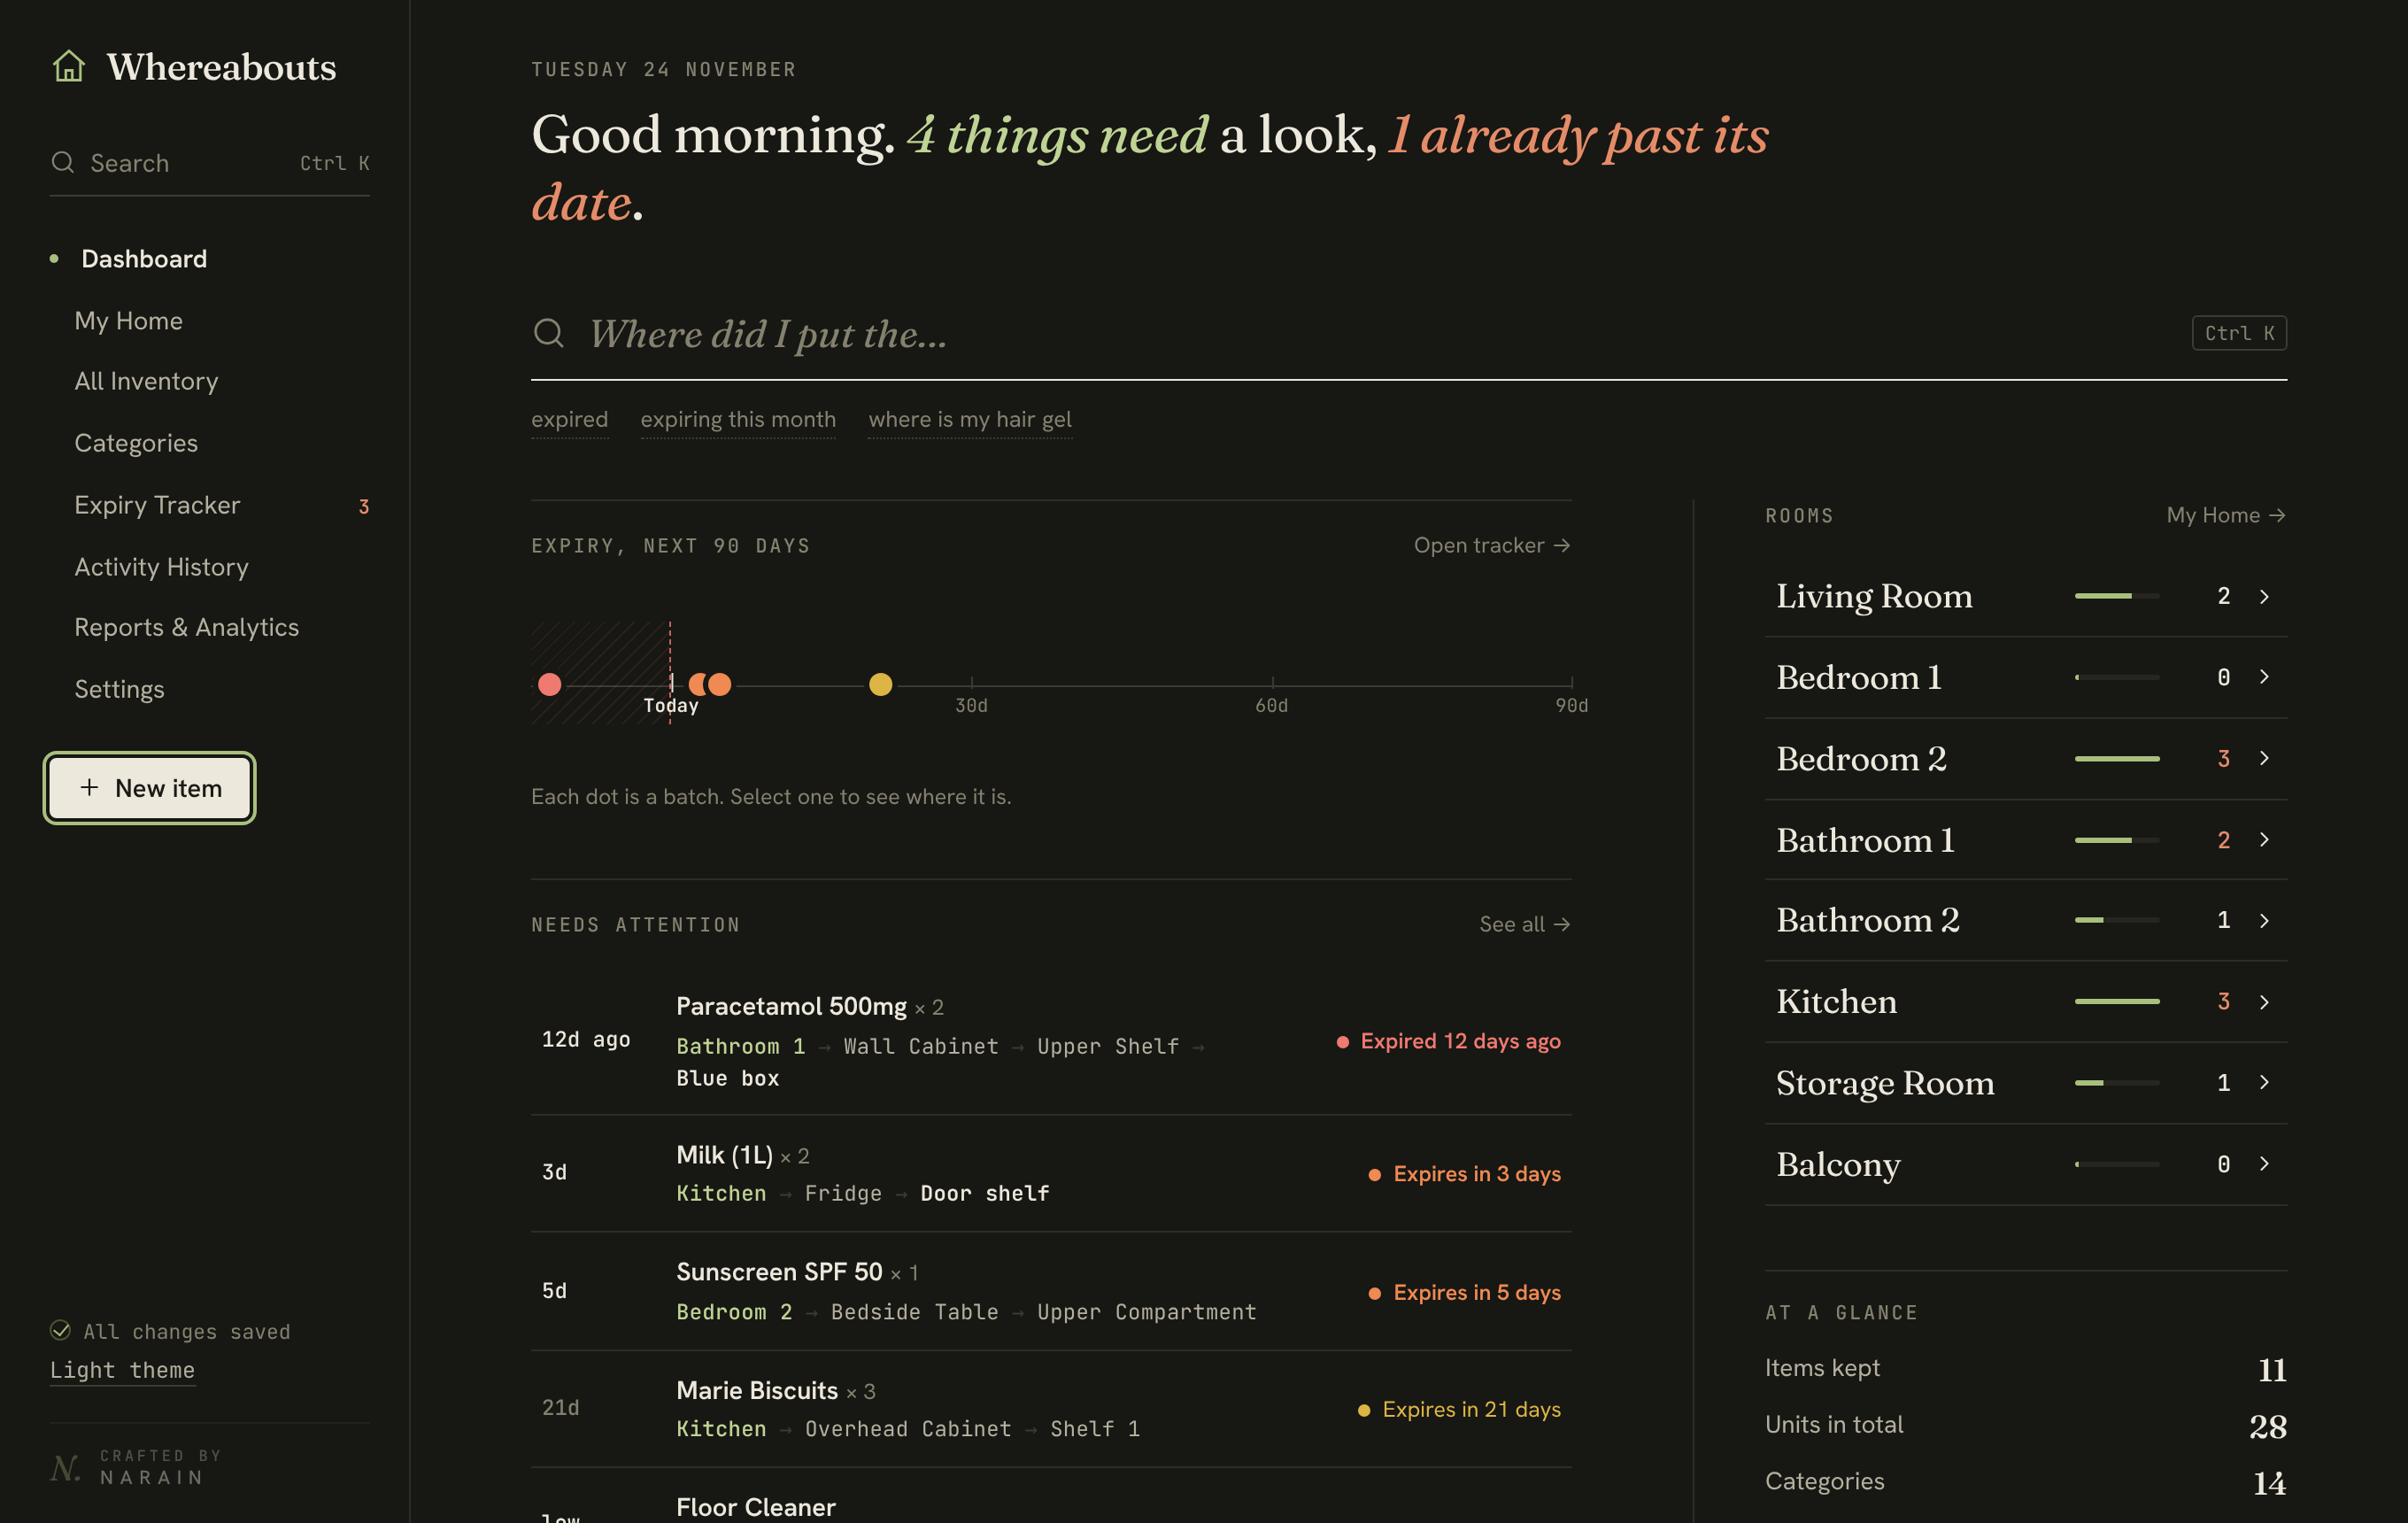 Whereabouts
Search Ctrl K
Dashboard
My Home
All Inventory
Categories
Expiry Tracker 3
Activity History
Reports & Analytics
Settings
+ New item
All changes saved
Light theme
N. CRAFTED BY
NARAIN
TUESDAY 24 NOVEMBER
Good morning. 4 things need a look, 1 already past its
date.
Where did I put the... Ctrl K
expired expiring this month where is my hair gel
EXPIRY, NEXT 90 DAYS Open tracker →
Today 30d 60d 90d
Each dot is a batch. Select one to see where it is.
NEEDS ATTENTION See all →
Paracetamol 500mg × 2
12d ago Bathroom 1 → Wall Cabinet → Upper Shelf → Expired 12 days ago
Blue box
Milk (1L) × 2
3d Kitchen → Fridge → Door shelf Expires in 3 days
Sunscreen SPF 50 × 1
5d Bedroom 2 → Bedside Table → Upper Compartment Expires in 5 days
Marie Biscuits × 3
21d Kitchen → Overhead Cabinet → Shelf 1 Expires in 21 days
Floor Cleaner
low
ROOMS My Home →
Living Room 2
Bedroom 1 0
Bedroom 2 3
Bathroom 1 2
Bathroom 2 1
Kitchen 3
Storage Room 1
Balcony 0
AT A GLANCE
Items kept 11
Units in total 28
Categories 14